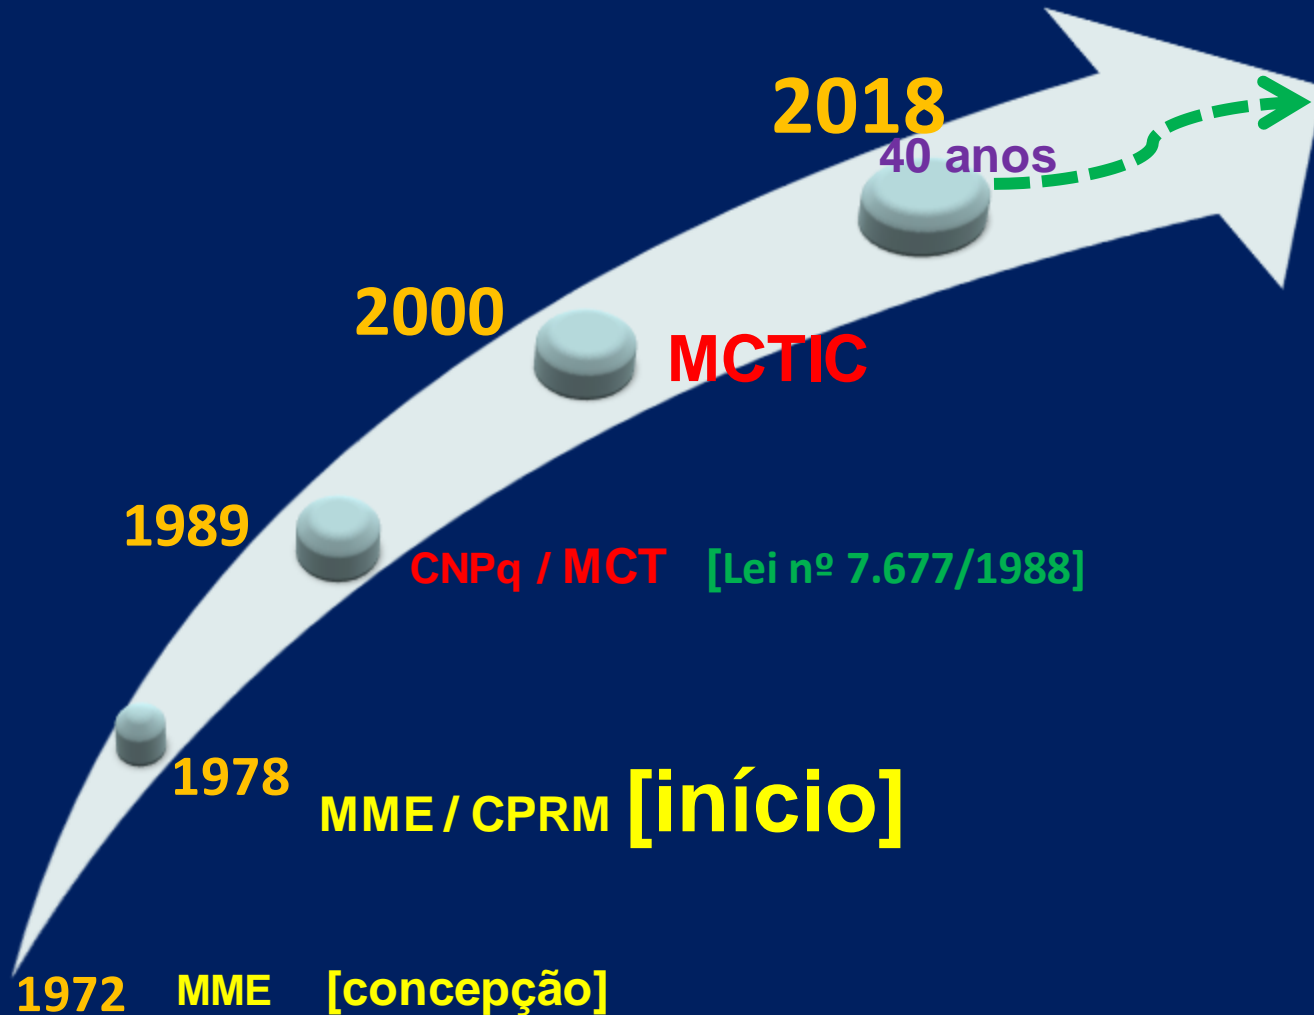 2018
40 anos
2000
MCTIC
1989
CNPq / MCT [Lei nº 7.677/1988]
1978
MME / CPRM [início]
1972 MME [concepção]